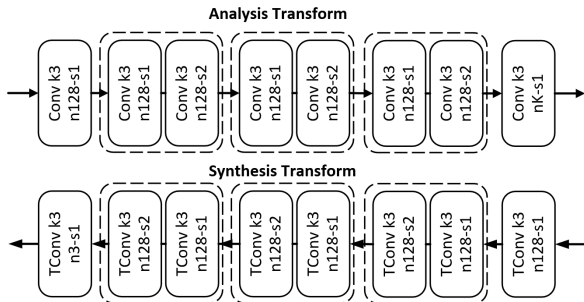 Analysis Transform
Conv k3
n128-s1
Conv k3
n128-s1
Conv k3
n128-s2
Conv k3
n128-s1
Conv k3
n128-s2
Conv k3
n128-s1
Conv k3
n128-s2
Conv k3
nK-s1
Synthesis Transform
TConv k3
n3-s1
TConv k3
n128-s2
TConv k3
n128-s1
TConv k3
n128-s2
TConv k3
n128-s1
TConv k3
n128-s2
TConv k3
n128-s1
TConv k3
n128-s1